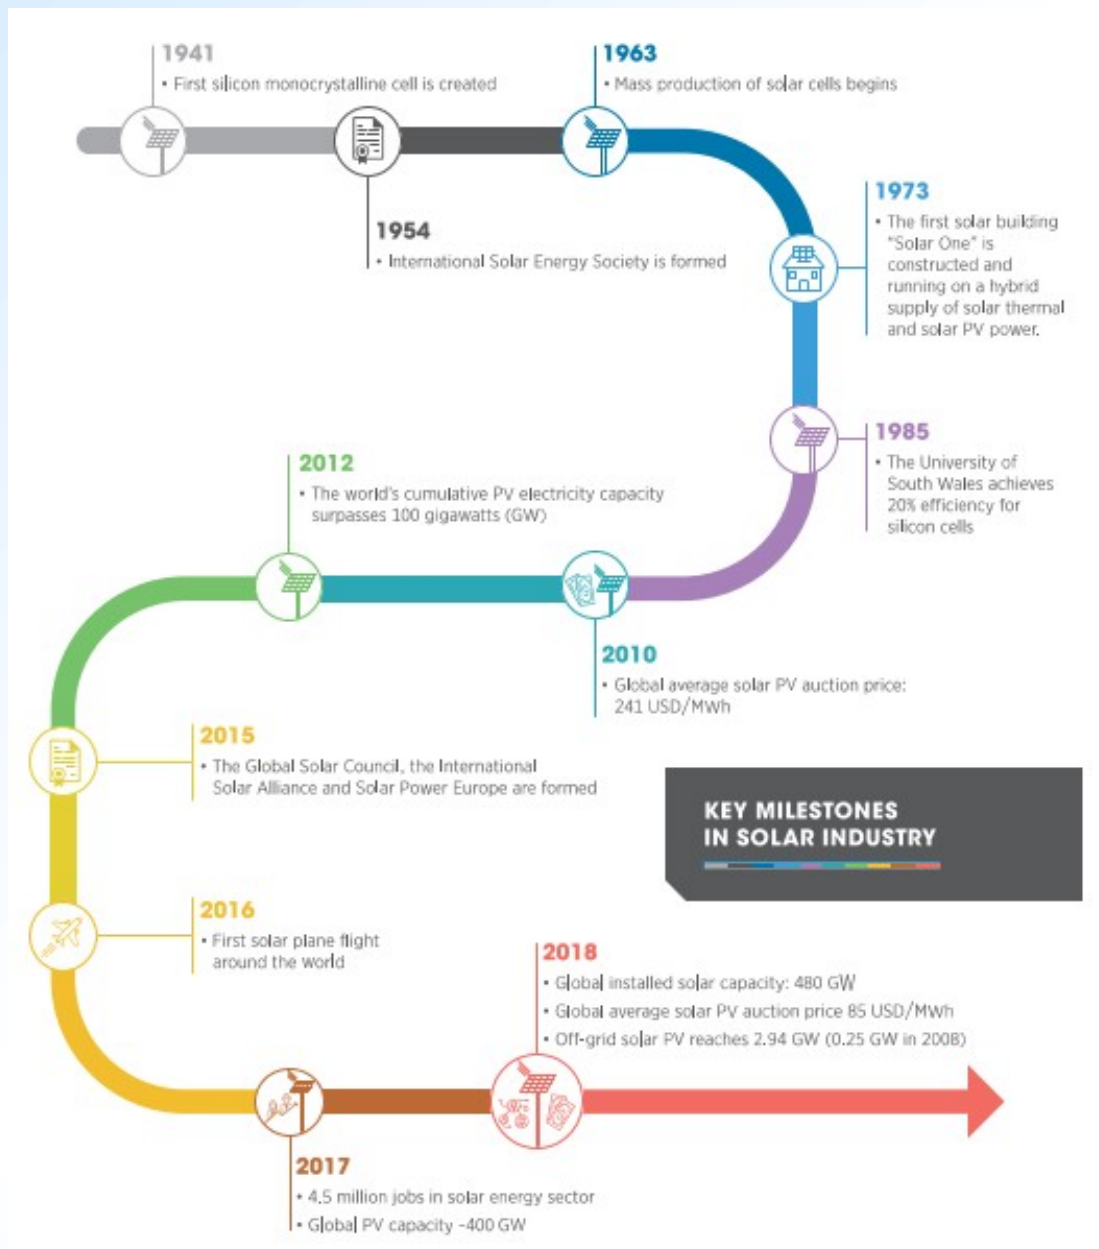 1941
• First silicon monocrystalline cell is created
1954
• International Solar Energy Society is formed
1963
• Mass production of solar cells begins
1973
• The first solar building
"Solar One" is
constructed and
running on a hybrid
supply of solar thermal
and solar PV power.
1985
• The University of
South Wales achieves
20% efficiency for
silicon cells
2010
• Global average solar PV auction price:
241 USD/MWh
2012
• The world's cumulative PV electricity capacity
surpasses 100 gigawatts (GW)
2015
• The Global Solar Council, the International
Solar Alliance and Solar Power Europe are formed
KEY MILESTONES
IN SOLAR INDUSTRY
2016
• First solar plane flight
around the world
2017
• 4.5 million jobs in solar energy sector
• Global PV capacity ~400 GW
2018
• Global installed solar capacity: 480 GW
• Global average solar PV auction price 85 USD/MWh
• Off-grid solar PV reaches 2.94 GW (0.25 GW in 2008)